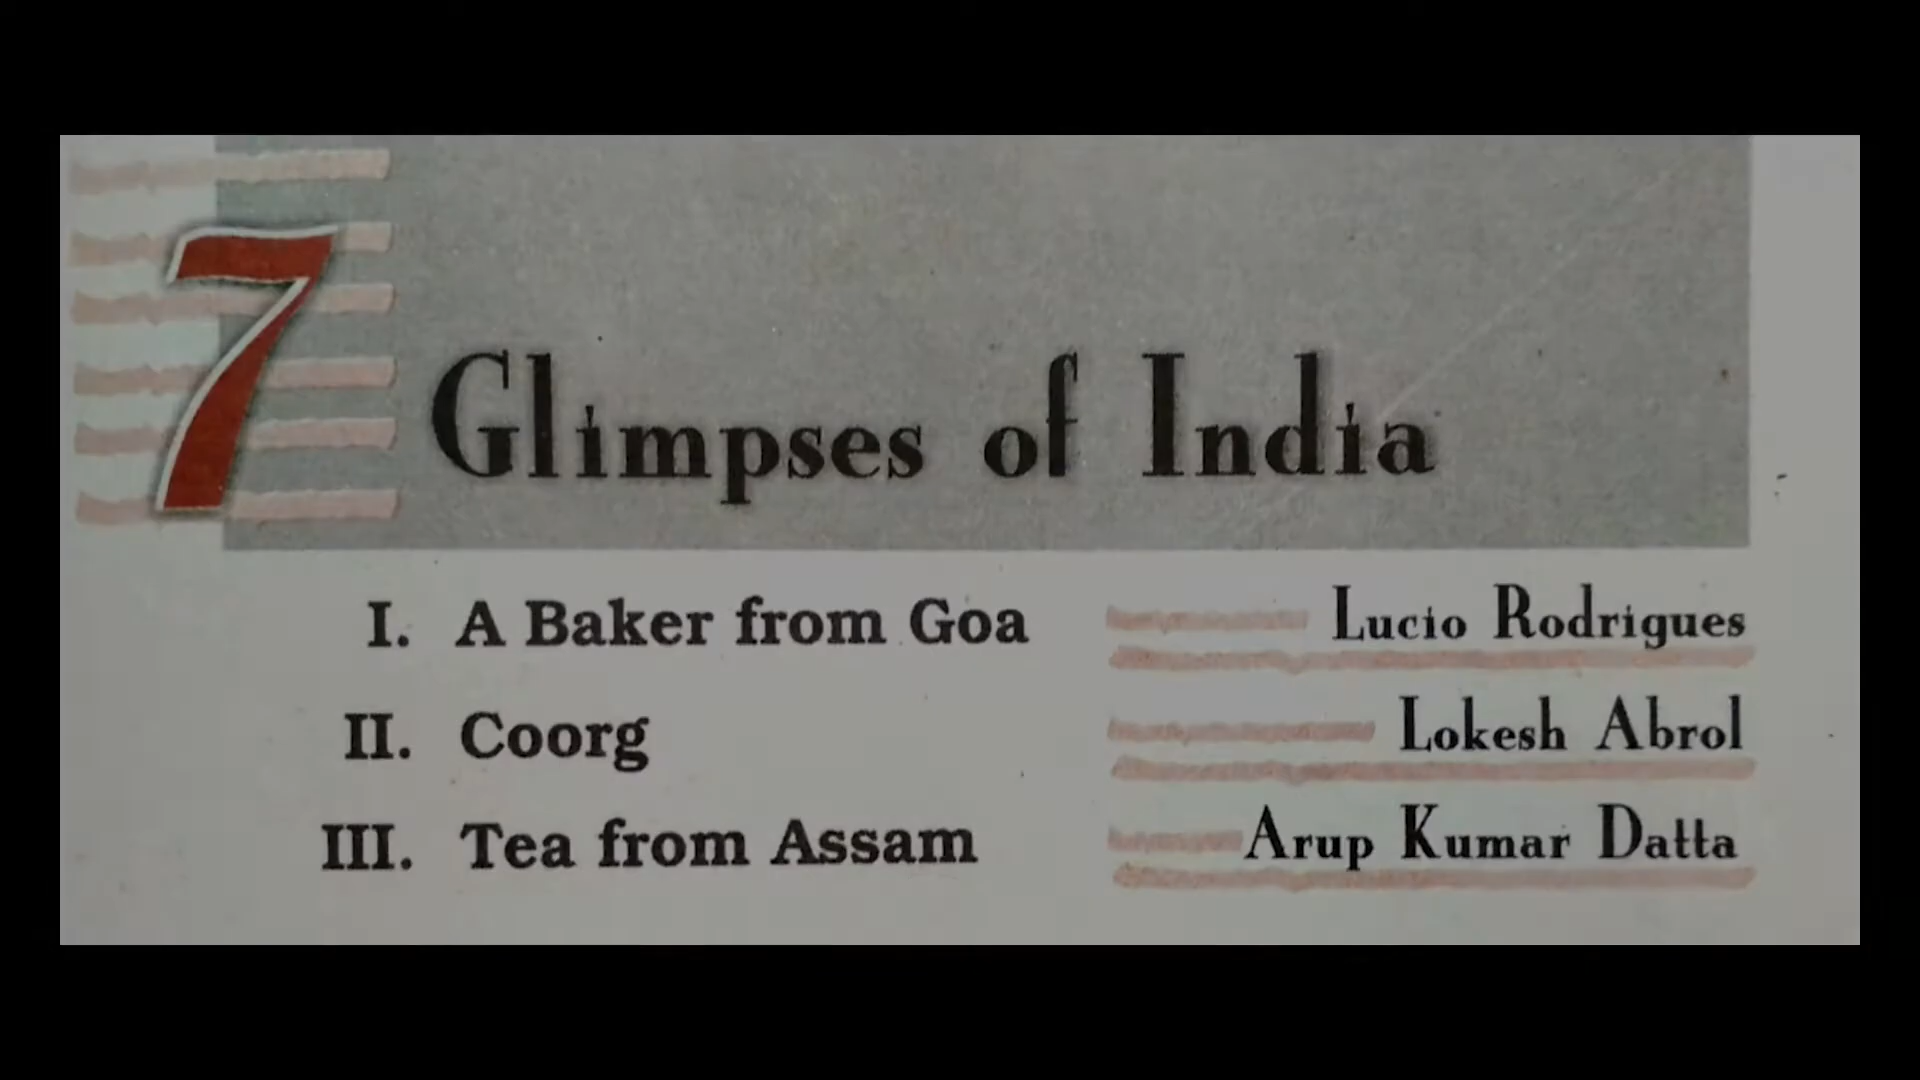 7 Glimpses of India
I. A Baker from Goa Lucio Rodrigues
II. Coorg Lokesh Abrol
III. Tea from Assam Arup Kumar Datta